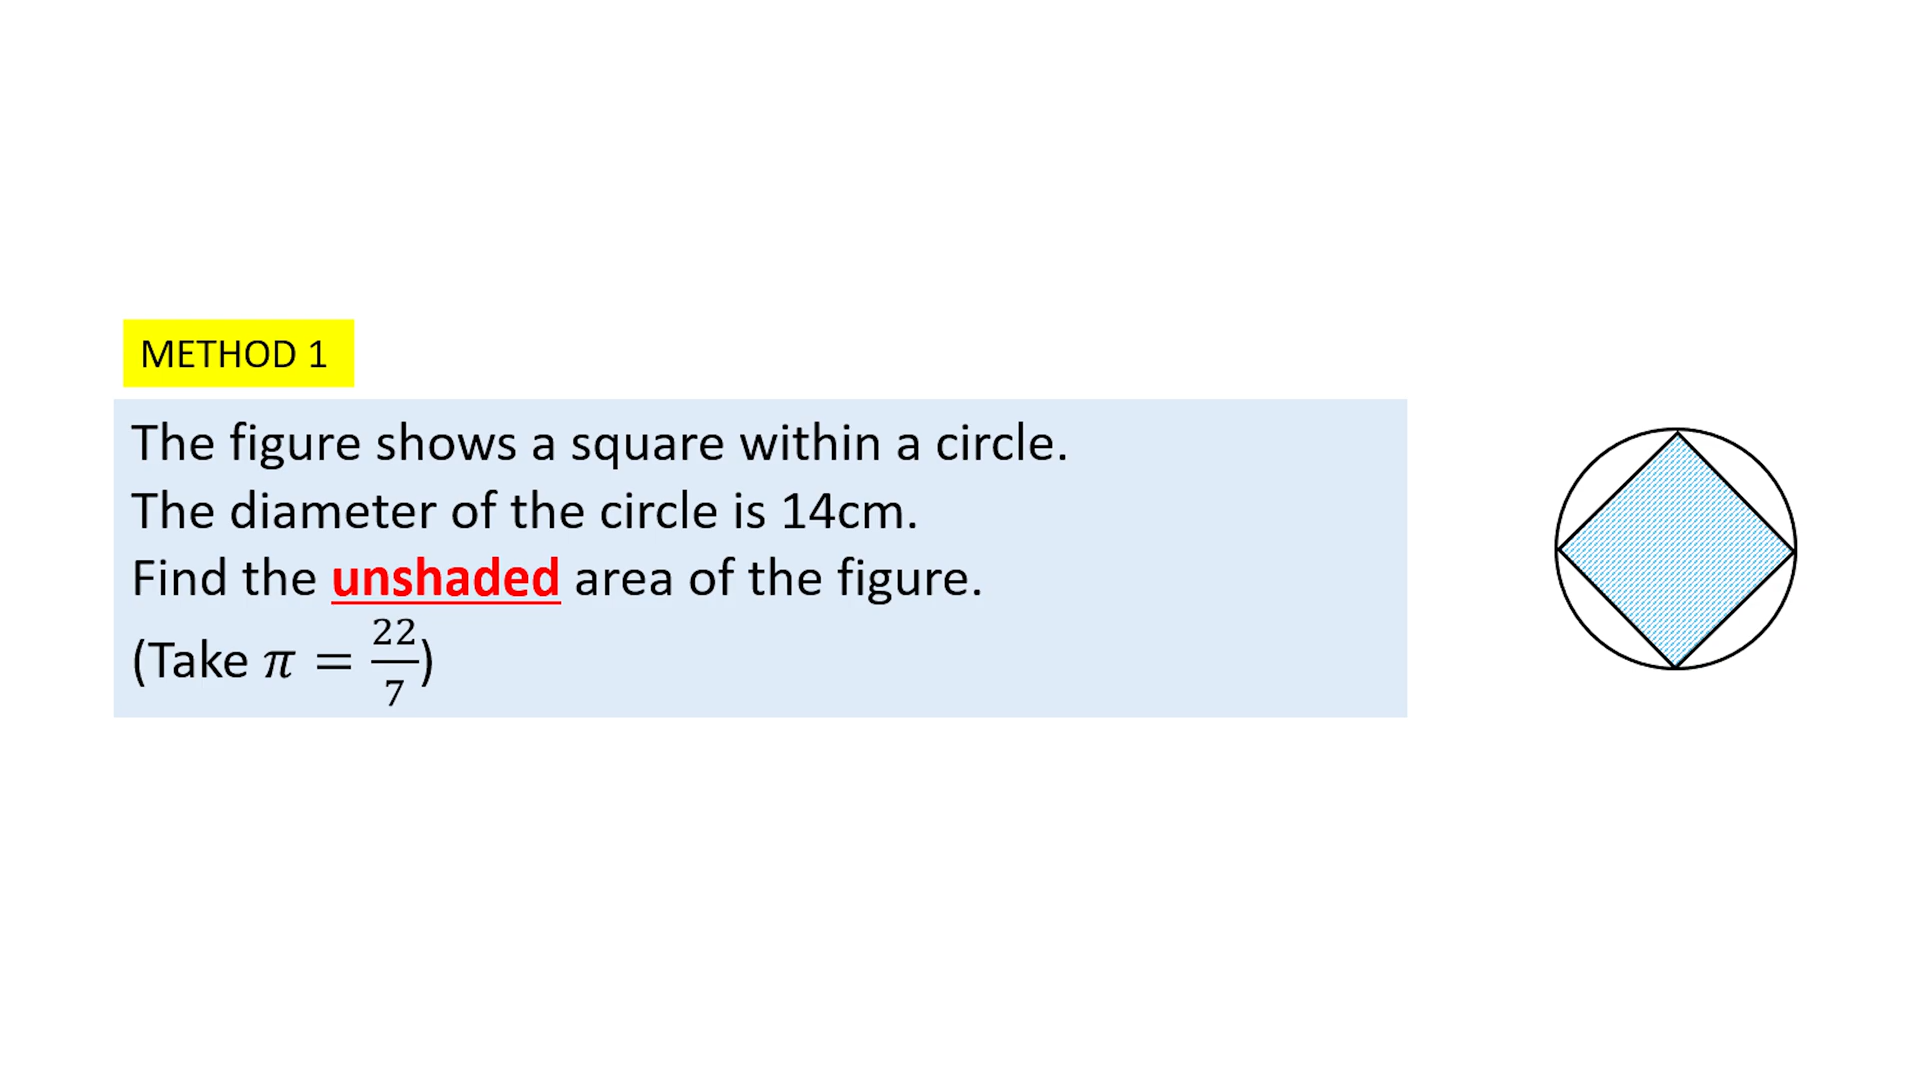 METHOD 1
The figure shows a square within a circle.
The diameter of the circle is 14cm.
Find the unshaded area of the figure.
(Take π = 22/7)